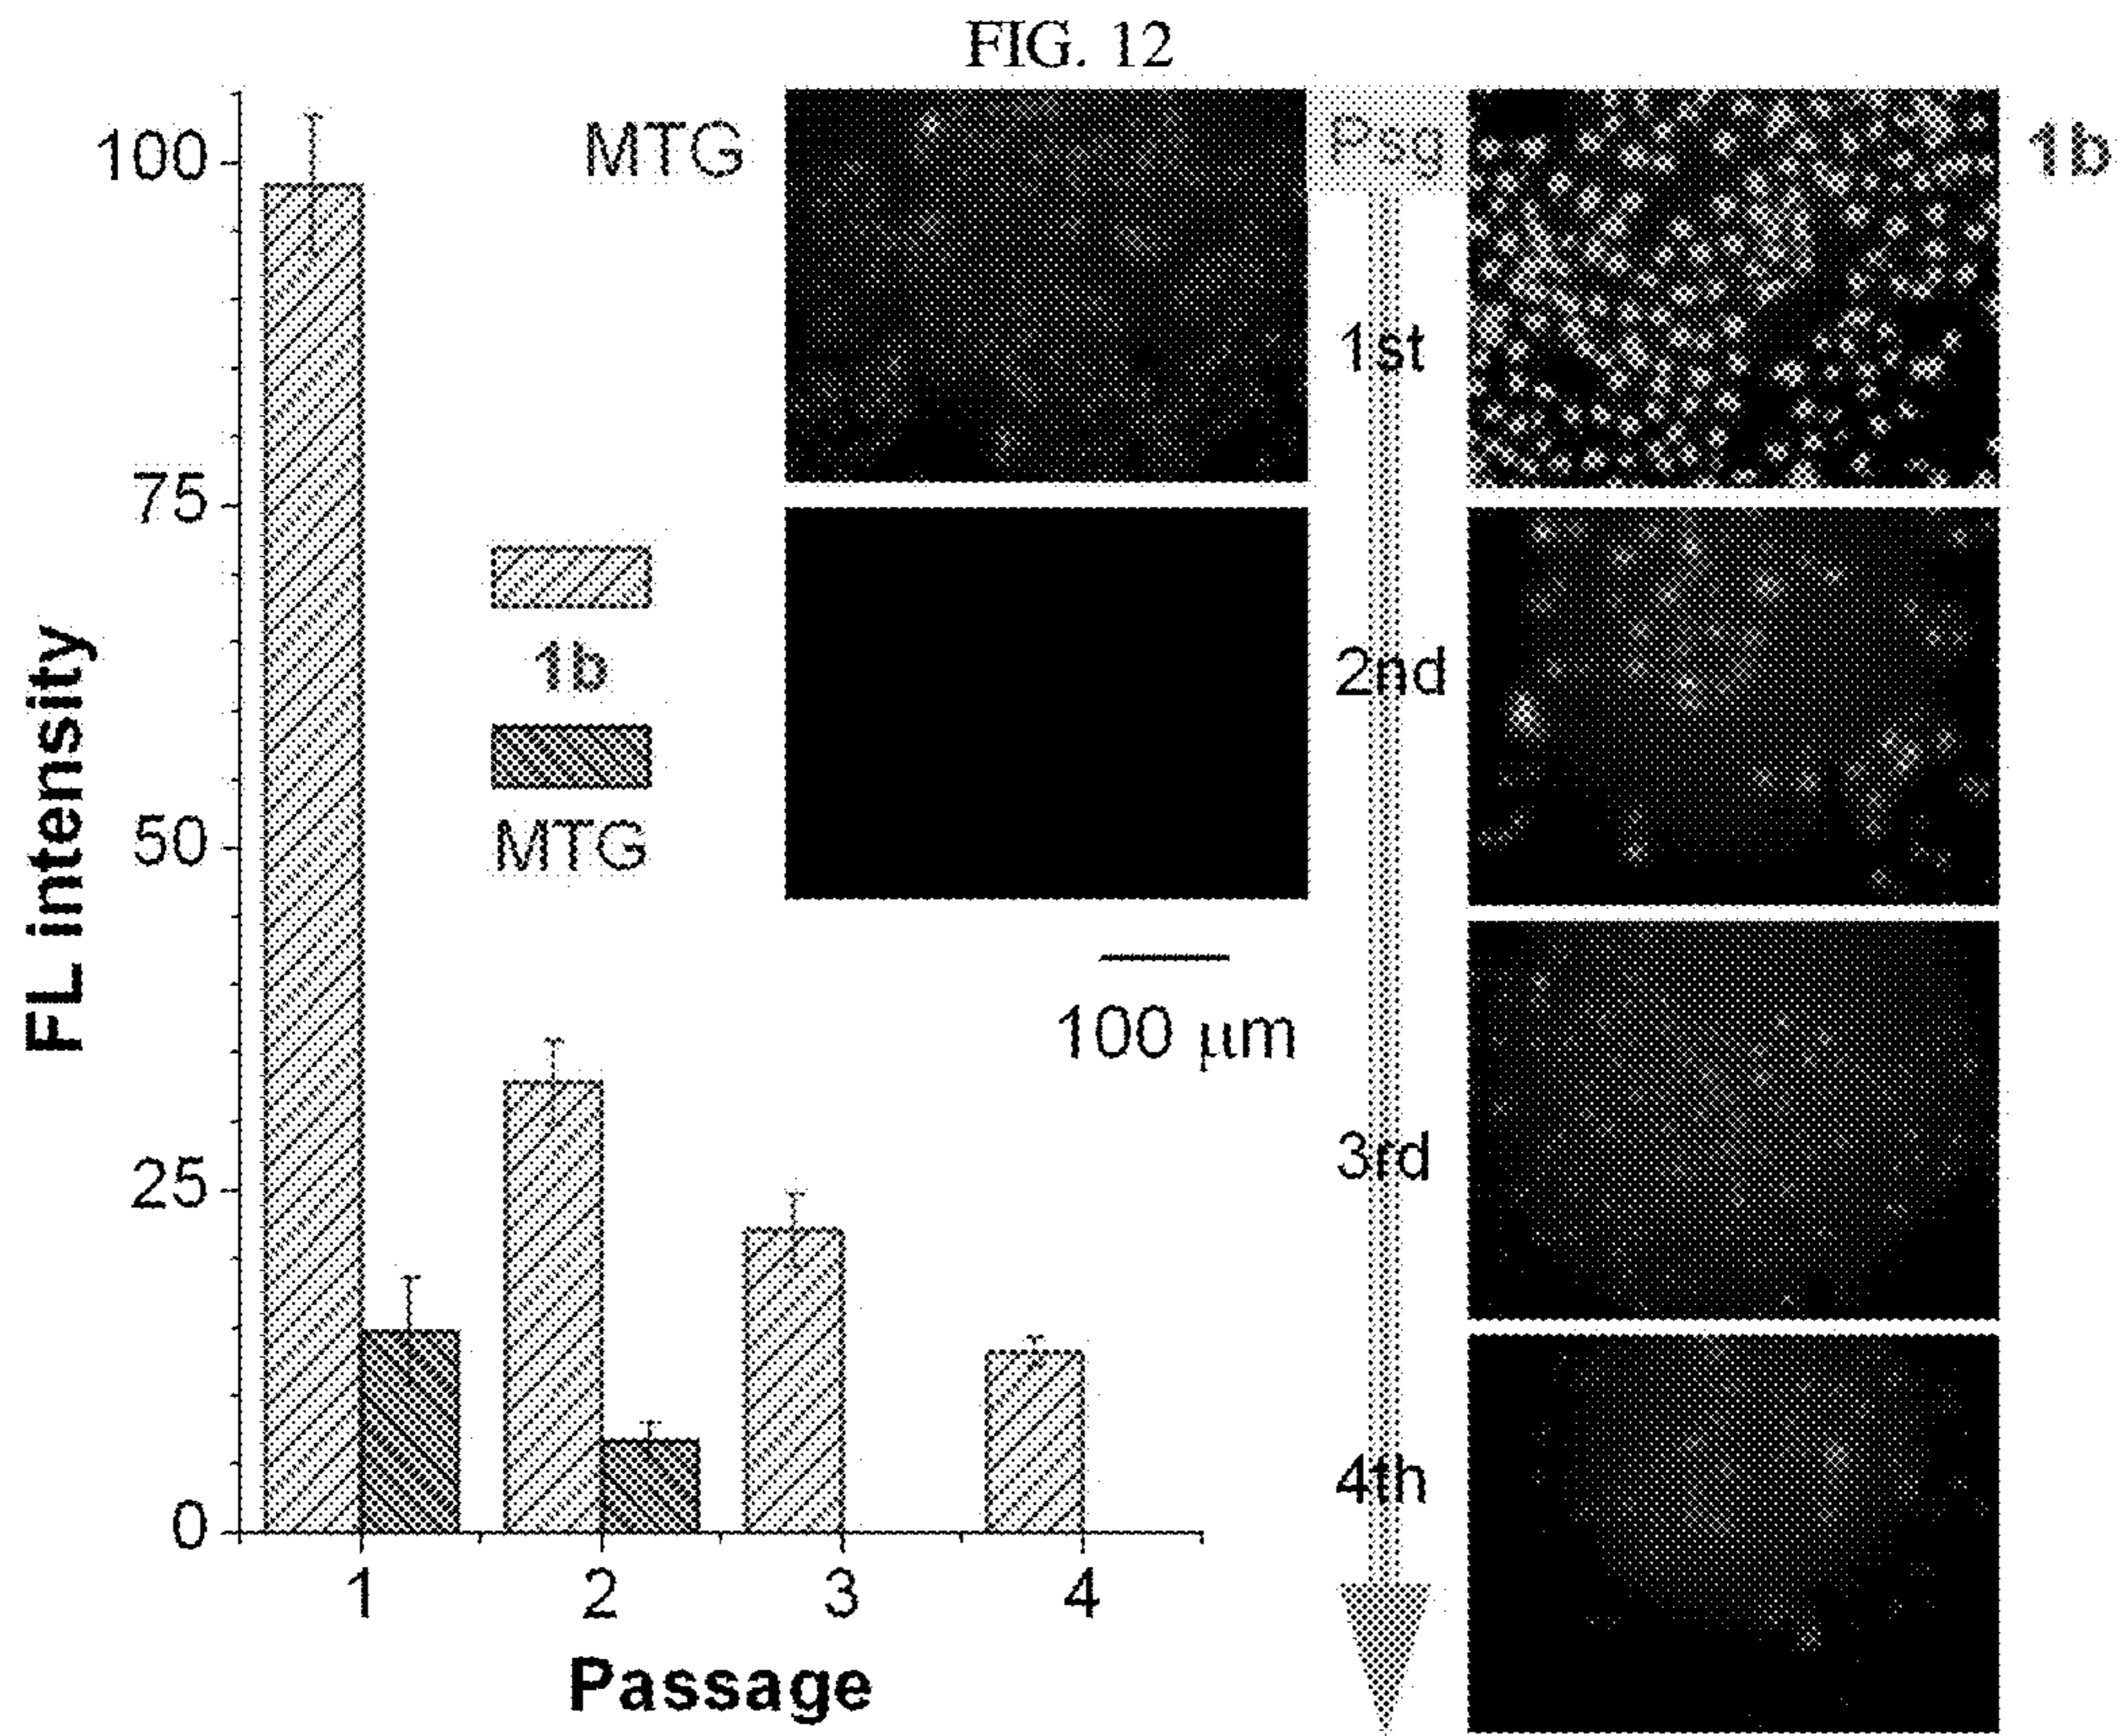 FIG. 12
FL intensity
100
75
50
25
0
1b
MTG
1 2 3 4
Passage
MTG
Psg
1b
1st
2nd
3rd
4th
100 μm